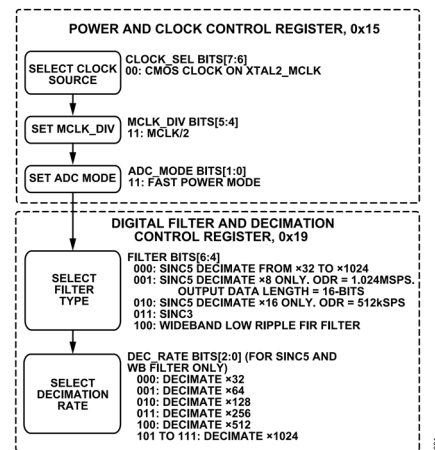 POWER AND CLOCK CONTROL REGISTER, 0x15
SELECT CLOCK
SOURCE
CLOCK_SEL BITS[7:6]
00: CMOS CLOCK ON XTAL2_MCLK
SET MCLK_DIV
MCLK_DIV BITS[5:4]
11: MCLK/2
SET ADC MODE
ADC_MODE BITS[1:0]
11: FAST POWER MODE
DIGITAL FILTER AND DECIMATION
CONTROL REGISTER, 0x19
SELECT
FILTER
TYPE
FILTER BITS[6:4]
000: SINC5 DECIMATE FROM ×32 TO ×1024
001: SINC5 DECIMATE ×8 ONLY. ODR = 1.024MSPS.
OUTPUT DATA LENGTH = 16-BITS
010: SINC5 DECIMATE ×16 ONLY. ODR = 512kSPS
011: SINC3
100: WIDEBAND LOW RIPPLE FIR FILTER
SELECT
DECIMATION
RATE
DEC_RATE BITS[2:0] (FOR SINC5 AND
WB FILTER ONLY)
000: DECIMATE ×32
001: DECIMATE ×64
010: DECIMATE ×128
011: DECIMATE ×256
100: DECIMATE ×512
101 TO 111: DECIMATE ×1024